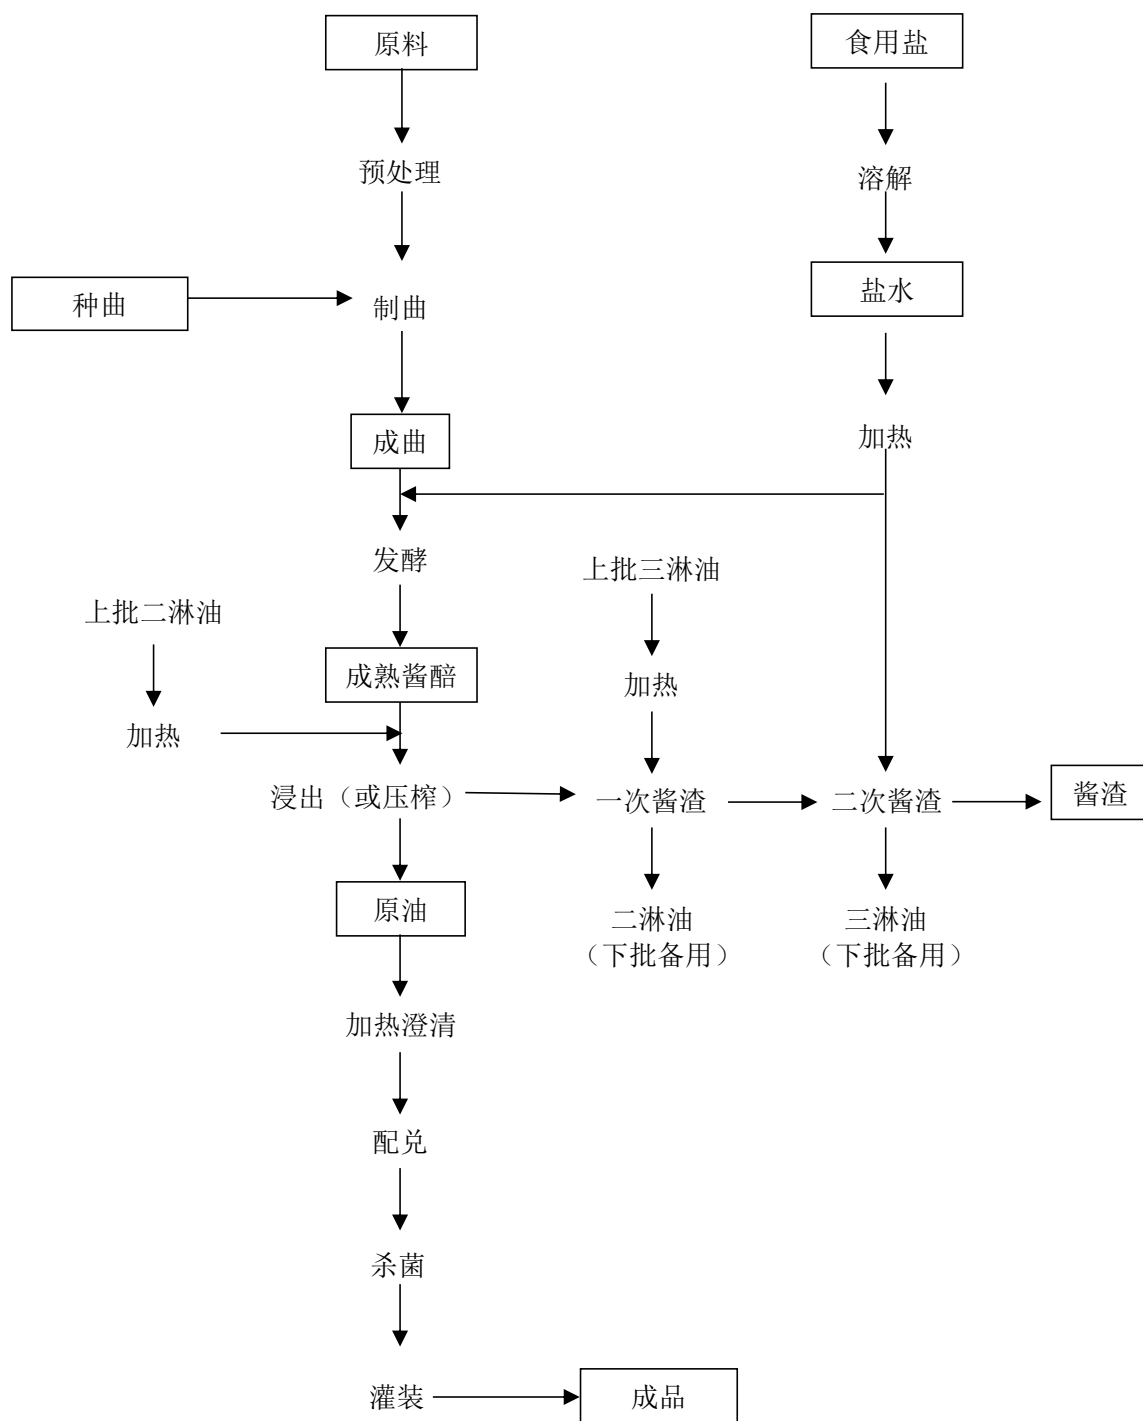 原料
食用盐
预处理
溶解
种曲
制曲
盐水
成曲
加热
发酵
上批三淋油
上批二淋油
成熟酱醅
加热
加热
浸出（或压榨）
一次酱渣
二次酱渣
酱渣
原油
二淋油
（下批备用）
三淋油
（下批备用）
加热澄清
配兑
杀菌
灌装
成品